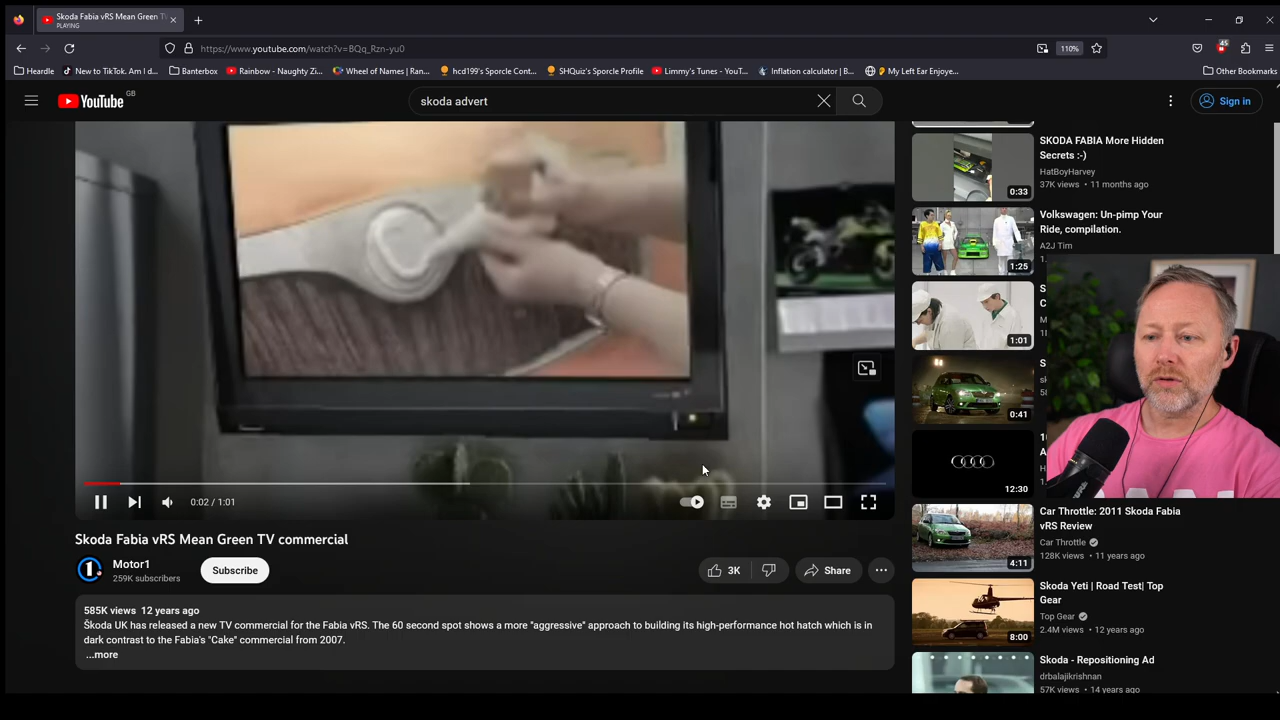 Skoda Fabia vRS Mean Green T
PLAYING
https://www.youtube.com/watch?v=BQq_Rzn-yu0
110%
45
Heardle
New to TikTok. Am I d...
Banterbox
Rainbow - Naughty Zi...
Wheel of Names | Ran...
hcd199's Sporcle Cont...
SHQuiz's Sporcle Profile
Limmy's Tunes - YouT...
Inflation calculator | B...
My Left Ear Enjoye...
Other Bookmarks
YouTube GB
skoda advert
Sign in
SKODA FABIA More Hidden
Secrets :-)
HatBoyHarvey
37K views • 11 months ago
0:33
Volkswagen: Un-pimp Your
Ride, compilation.
A2J Tim
1:25
1:01
0:41
12:30
0:02 / 1:01
Skoda Fabia vRS Mean Green TV commercial
Motor1
259K subscribers
Subscribe
3K
Share
585K views 12 years ago
Škoda UK has released a new TV commercial for the Fabia vRS. The 60 second spot shows a more "aggressive" approach to building its high-performance hot hatch which is in
dark contrast to the Fabia's "Cake" commercial from 2007.
...more
Car Throttle: 2011 Skodia Fabia
vRS Review
Car Throttle
128K views • 11 years ago
4:11
Skoda Yeti | Road Test| Top
Gear
Top Gear
2.4M views • 12 years ago
8:00
Skoda - Repositioning Ad
drbalajikrishnan
57K views • 14 years ago